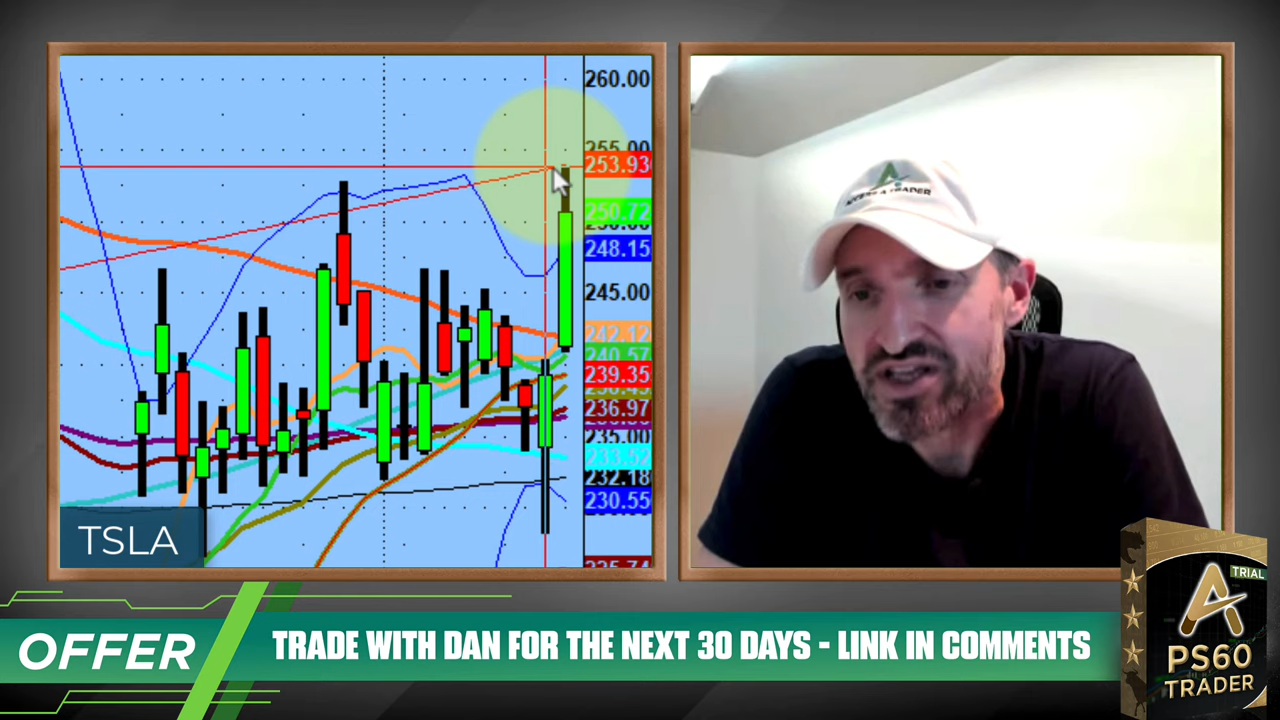 260.00
255.00
253.93
250.72
248.15
245.00
242.12
240.57
239.35
236.97
235.00
233.52
232.18
230.55
TSLA
ACCESS A TRADER
OFFER
TRADE WITH DAN FOR THE NEXT 30 DAYS - LINK IN COMMENTS
TRIAL
PS60
TRADER